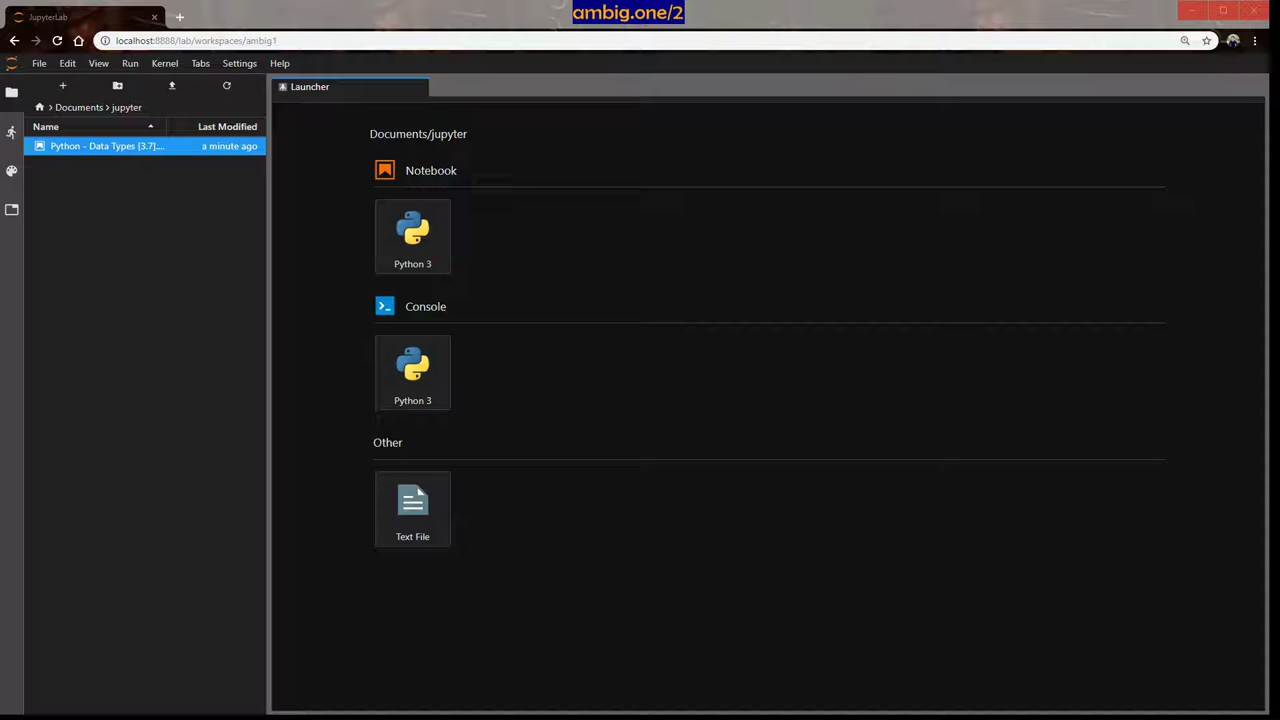 ambig.one/2
JupyterLab
localhost:8888/lab/workspaces/ambig1
File Edit View Run Kernel Tabs Settings Help
Launcher
Documents > jupyter
Name Last Modified
Python - Data Types [3.7].... a minute ago
Documents/jupyter
Notebook
Python 3
Console
Python 3
Other
Text File